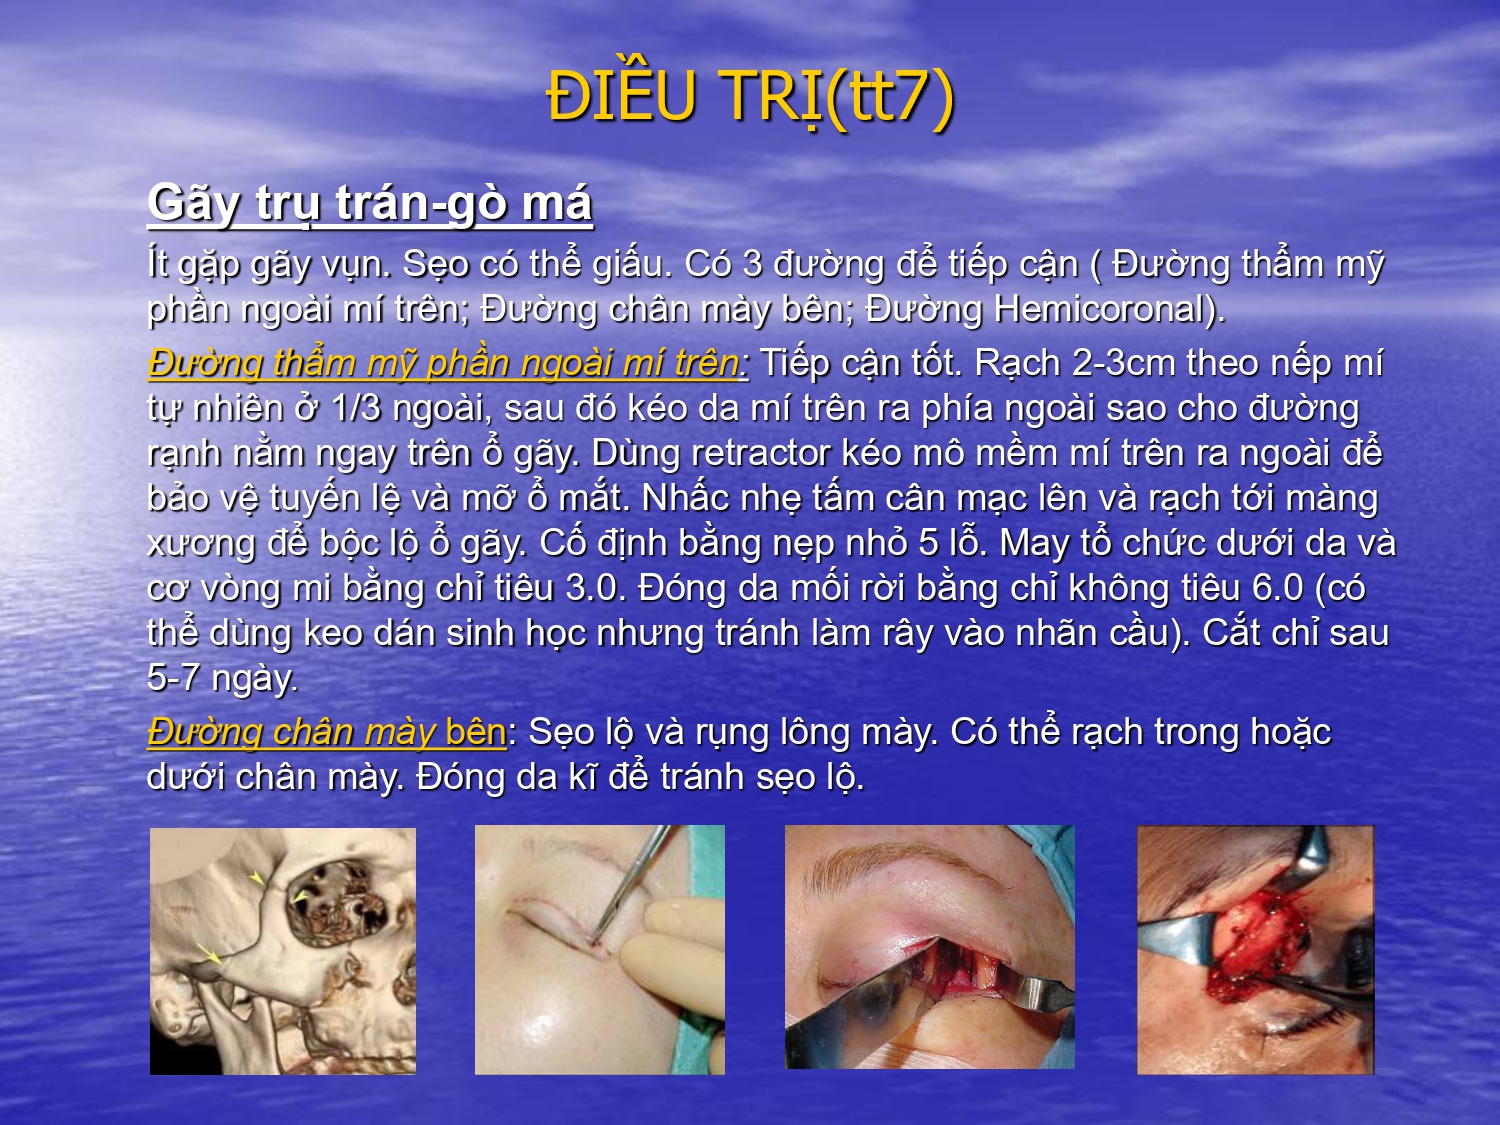 ĐIỀU TRỊ(tt7)
Gãy trụ trán-gò má
Ít gặp gãy vụn. Sẹo có thể giấu. Có 3 đường để tiếp cận ( Đường thẩm mỹ
phần ngoài mí trên; Đường chân mày bên; Đường Hemicoronal).
Đường thẩm mỹ phần ngoài mí trên: Tiếp cận tốt. Rạch 2-3cm theo nếp mí
tự nhiên ở 1/3 ngoài, sau đó kéo da mí trên ra phía ngoài sao cho đường
rạnh nằm ngay trên ổ gãy. Dùng retractor kéo mô mềm mí trên ra ngoài để
bảo vệ tuyến lệ và mỡ ổ mắt. Nhấc nhẹ tấm cân mạc lên và rạch tới màng
xương để bộc lộ ổ gãy. Cố định bằng nẹp nhỏ 5 lỗ. May tổ chức dưới da và
cơ vòng mi bằng chỉ tiêu 3.0. Đóng da mối rời bằng chỉ không tiêu 6.0 (có
thể dùng keo dán sinh học nhưng tránh làm rây vào nhãn cầu). Cắt chỉ sau
5-7 ngày.
Đường chân mày bên: Sẹo lộ và rụng lông mày. Có thể rạch trong hoặc
dưới chân mày. Đóng da kĩ để tránh sẹo lộ.